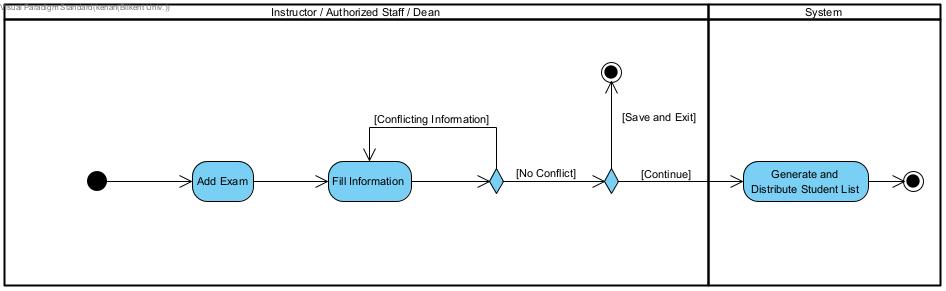 Visual Paradigm Standard(kenan(Bilkent Univ.))
Instructor / Authorized Staff / Dean
System
[Conflicting Information]
[Save and Exit]
Add Exam
Fill Information
[No Conflict]
[Continue]
Generate and
Distribute Student List